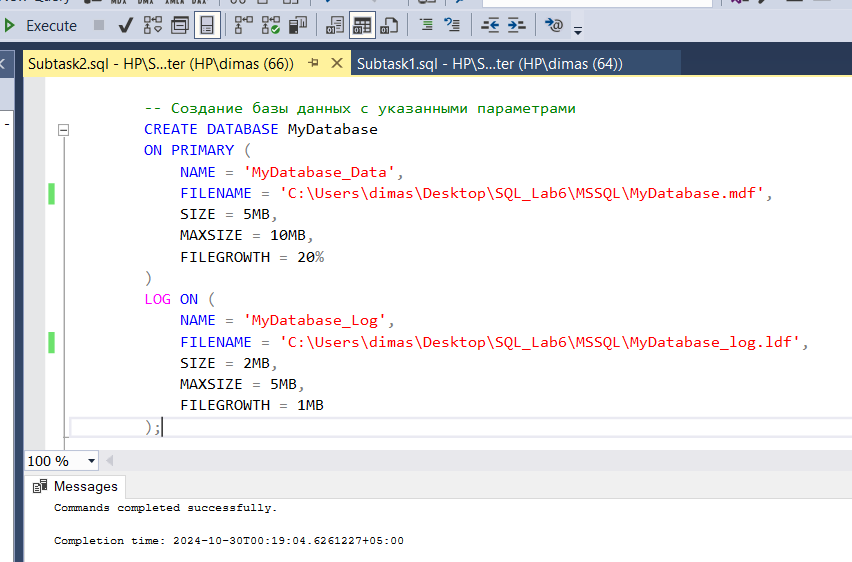 Execute
Subtask2.sql - HP\S...ter (HP\dimas (66))
Subtask1.sql - HP\S...ter (HP\dimas (64))
-- Создание базы данных с указанными параметрами
CREATE DATABASE MyDatabase
ON PRIMARY (
NAME = 'MyDatabase_Data',
FILENAME = 'C:\Users\dimas\Desktop\SQL_Lab6\MSSQL\MyDatabase.mdf',
SIZE = 5MB,
MAXSIZE = 10MB,
FILEGROWTH = 20%
)
LOG ON (
NAME = 'MyDatabase_Log',
FILENAME = 'C:\Users\dimas\Desktop\SQL_Lab6\MSSQL\MyDatabase_log.ldf',
SIZE = 2MB,
MAXSIZE = 5MB,
FILEGROWTH = 1MB
);
100 %
Messages
Commands completed successfully.
Completion time: 2024-10-30T00:19:04.6261227+05:00